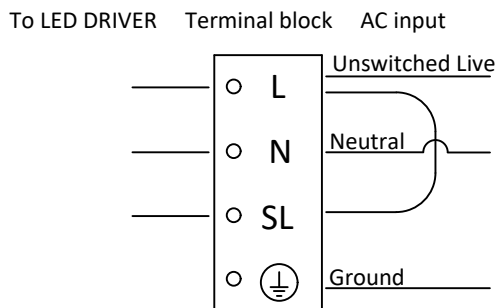 To LED DRIVER Terminal block AC input
Unswitched Live
L
N Neutral
SL
Ground